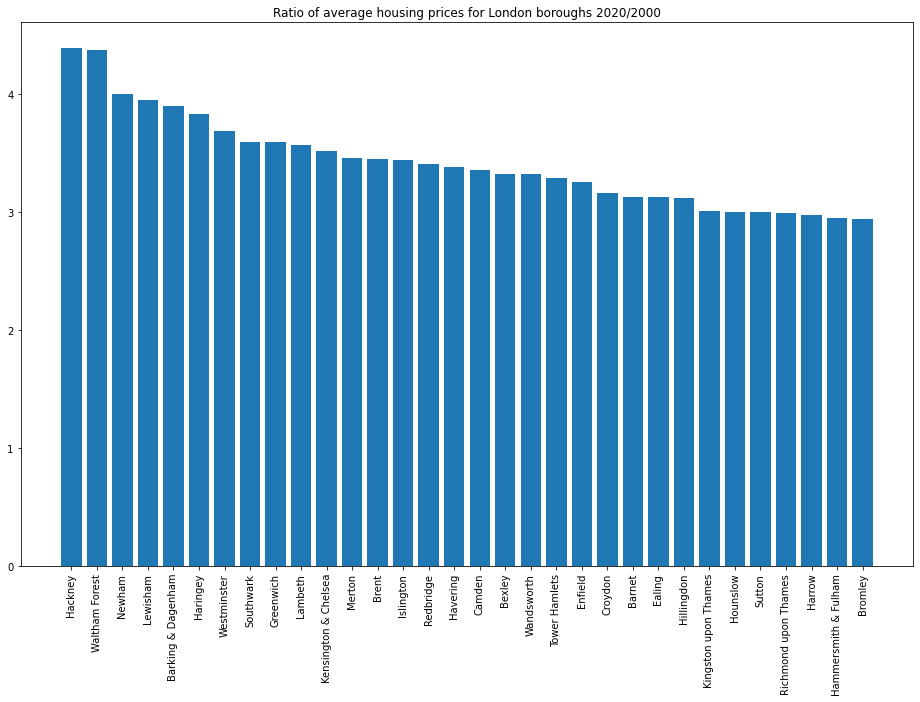 Ratio of average housing prices for London boroughs 2020/2000
4
3
2
1
0
Hackney
Waltham Forest
Newham
Lewisham
Barking & Dagenham
Haringey
Westminster
Southwark
Greenwich
Lambeth
Kensington & Chelsea
Merton
Brent
Islington
Redbridge
Havering
Camden
Bexley
Wandsworth
Tower Hamlets
Enfield
Croydon
Barnet
Ealing
Hillingdon
Kingston upon Thames
Hounslow
Sutton
Richmond upon Thames
Harrow
Hammersmith & Fulham
Bromley